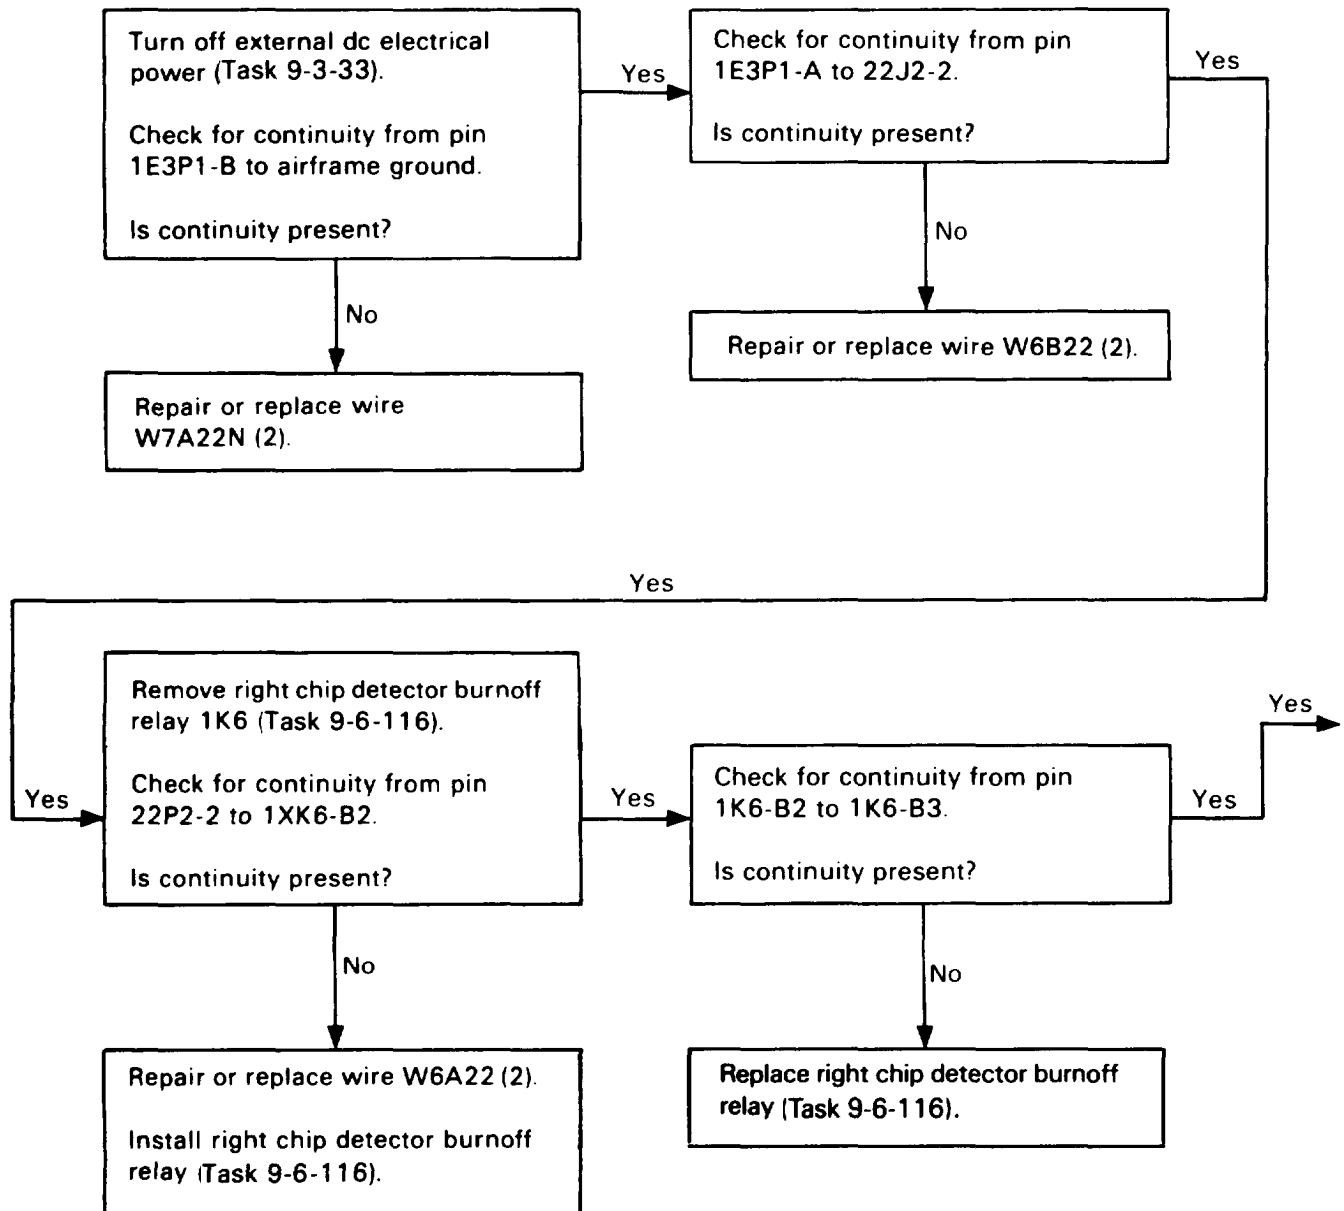 Turn off external dc electrical
power (Task 9-3-33).
Check for continuity from pin
1E3P1-B to airframe ground.
Is continuity present?
Yes
Check for continuity from pin
1E3P1-A to 22J2-2.
Is continuity present?
Yes
No
Repair or replace wire
W7A22N (2).
No
Repair or replace wire W6B22 (2).
Yes
Yes
Remove right chip detector burnoff
relay 1K6 (Task 9-6-116).
Check for continuity from pin
22P2-2 to 1XK6-B2.
Is continuity present?
Yes
Check for continuity from pin
1K6-B2 to 1K6-B3.
Is continuity present?
Yes
Yes
No
Repair or replace wire W6A22 (2).
Install right chip detector burnoff
relay (Task 9-6-116).
No
Replace right chip detector burnoff
relay (Task 9-6-116).